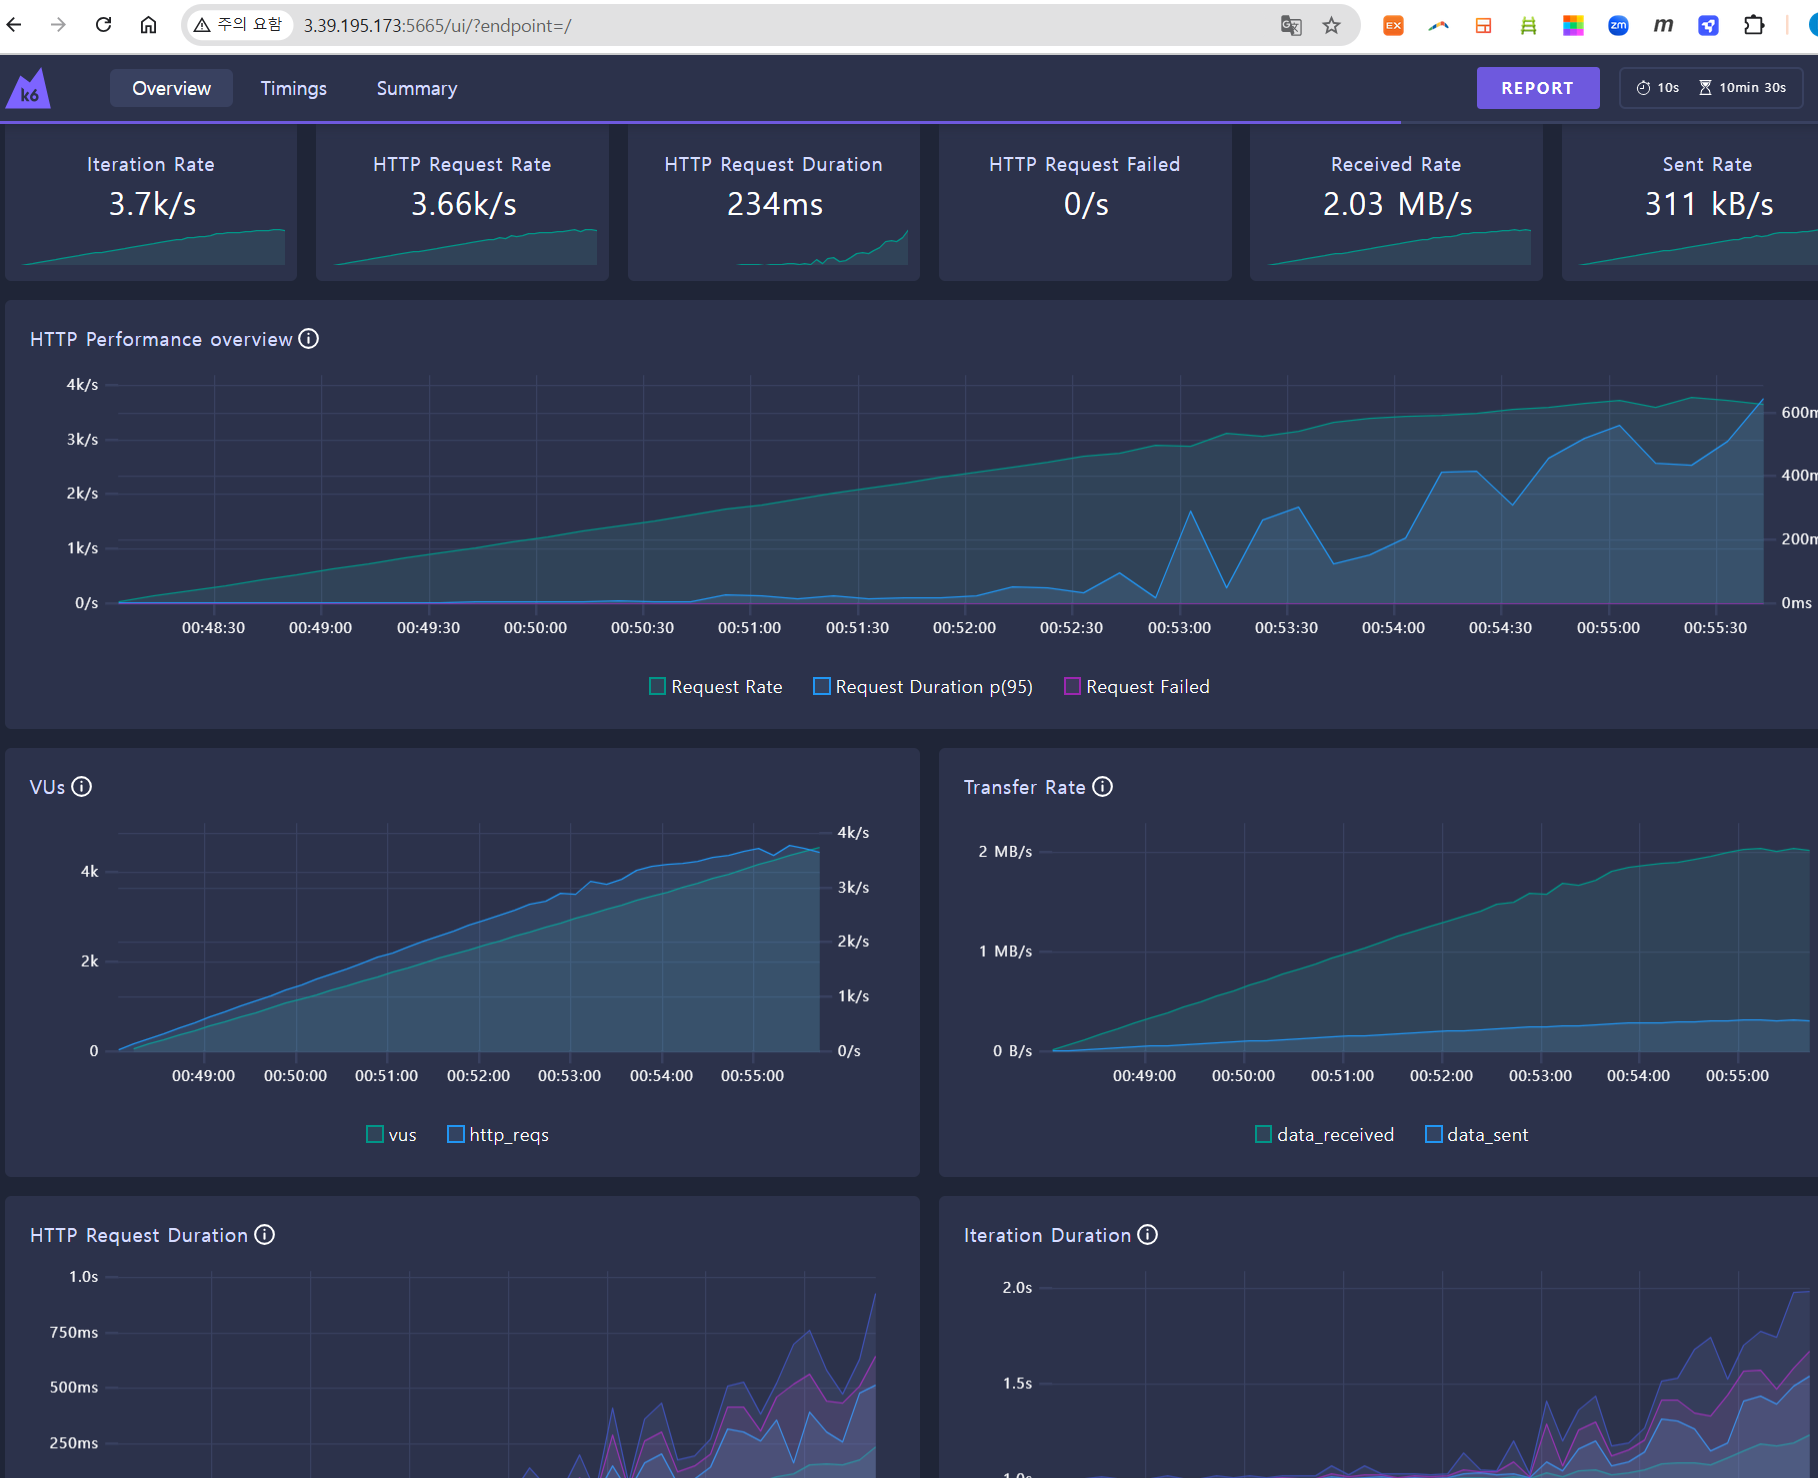 주의 요함 3.39.195.173:5665/ui/?endpoint=/
EX zm m
k6 Overview Timings Summary REPORT 10s 10min 30s
Iteration Rate
3.7k/s
HTTP Request Rate
3.66k/s
HTTP Request Duration
234ms
HTTP Request Failed
0/s
Received Rate
2.03 MB/s
Sent Rate
311 kB/s
HTTP Performance overview
4k/s
3k/s
2k/s
1k/s
0/s
600m
400m
200m
0ms
00:48:30 00:49:00 00:49:30 00:50:00 00:50:30 00:51:00 00:51:30 00:52:00 00:52:30 00:53:00 00:53:30 00:54:00 00:54:30 00:55:00 00:55:30
Request Rate Request Duration p(95) Request Failed
VUs
4k
2k
0
4k/s
3k/s
2k/s
1k/s
0/s
00:49:00 00:50:00 00:51:00 00:52:00 00:53:00 00:54:00 00:55:00
vus http_reqs
Transfer Rate
2 MB/s
1 MB/s
0 B/s
00:49:00 00:50:00 00:51:00 00:52:00 00:53:00 00:54:00 00:55:00
data_received data_sent
HTTP Request Duration
1.0s
750ms
500ms
250ms
Iteration Duration
2.0s
1.5s
1.0s